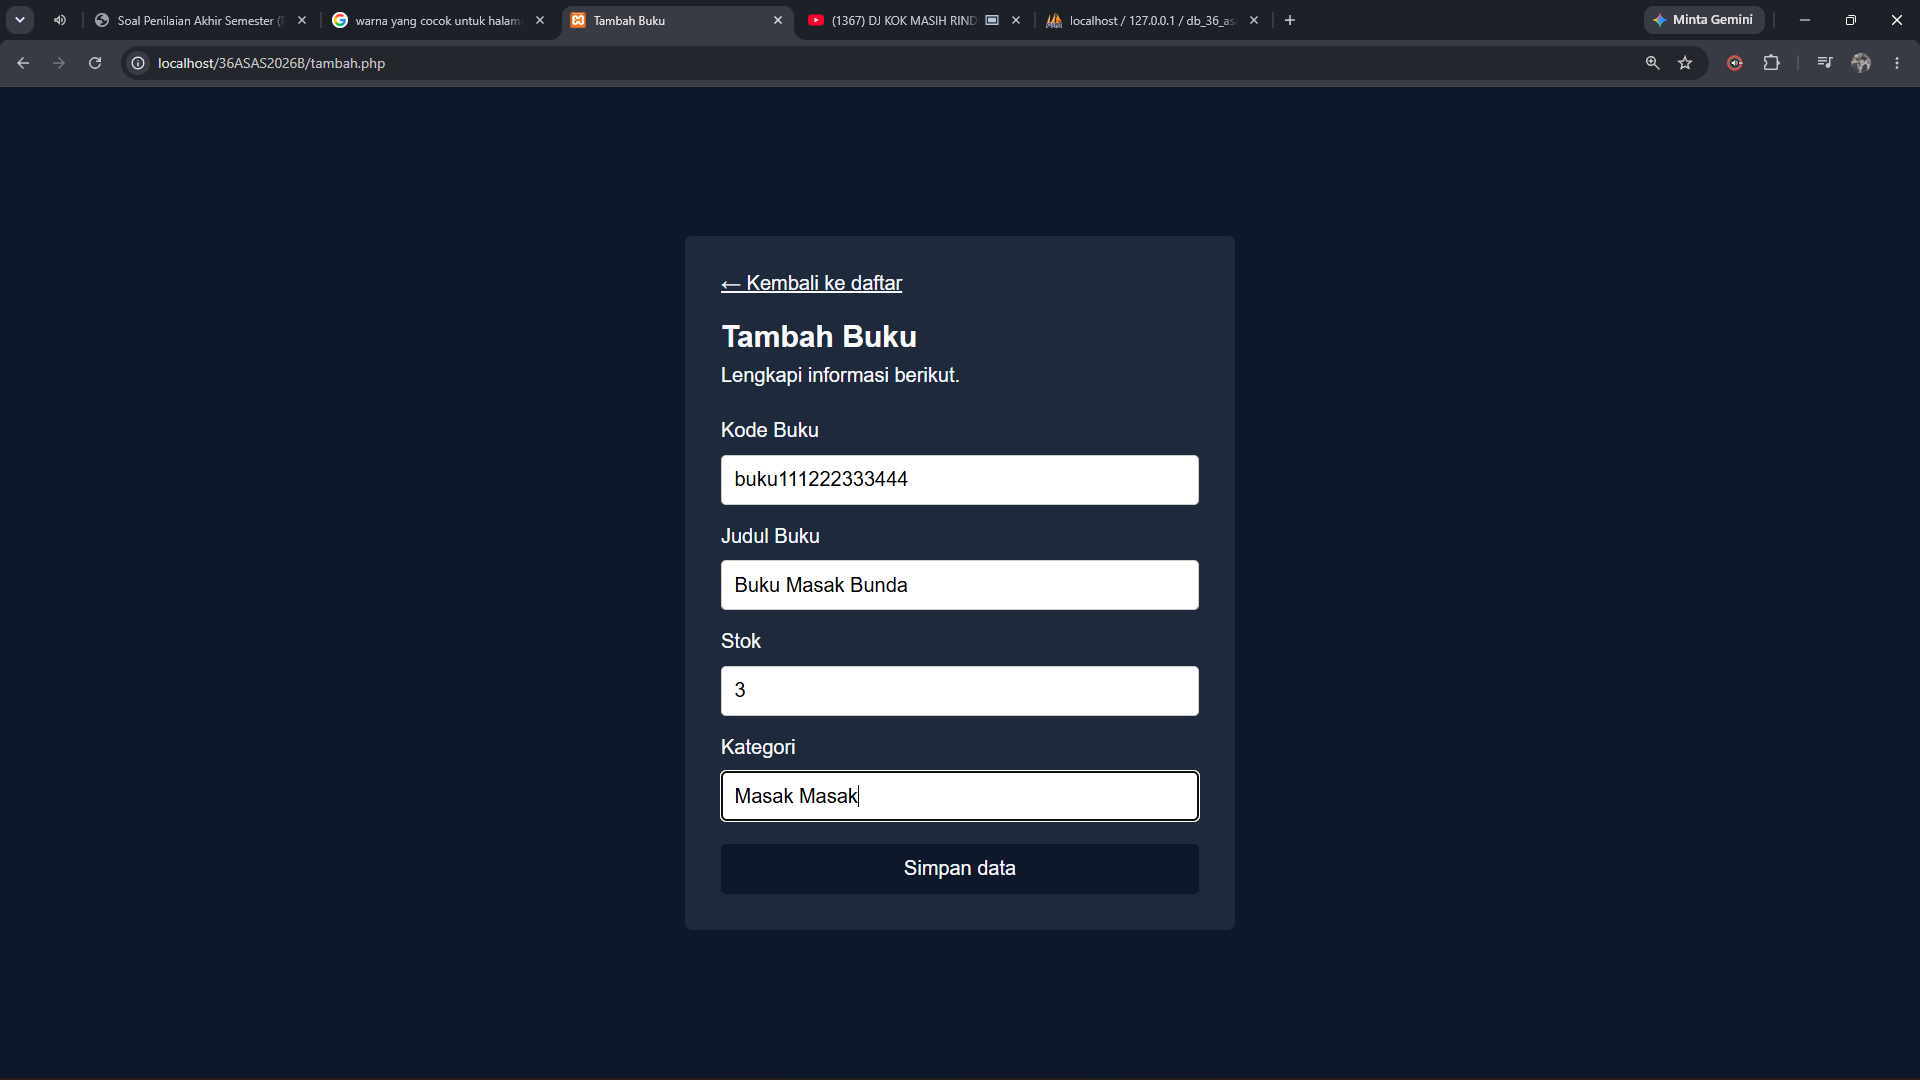 Soal Penilaian Akhir Semester (P
warna yang cocok untuk halam
Tambah Buku
(1367) DJ KOK MASIH RIND
localhost / 127.0.0.1 / db_36_as
Minta Gemini
localhost/36ASAS2026B/tambah.php
← Kembali ke daftar
Tambah Buku
Lengkapi informasi berikut.
Kode Buku
buku111222333444
Judul Buku
Buku Masak Bunda
Stok
3
Kategori
Masak Masak
Simpan data